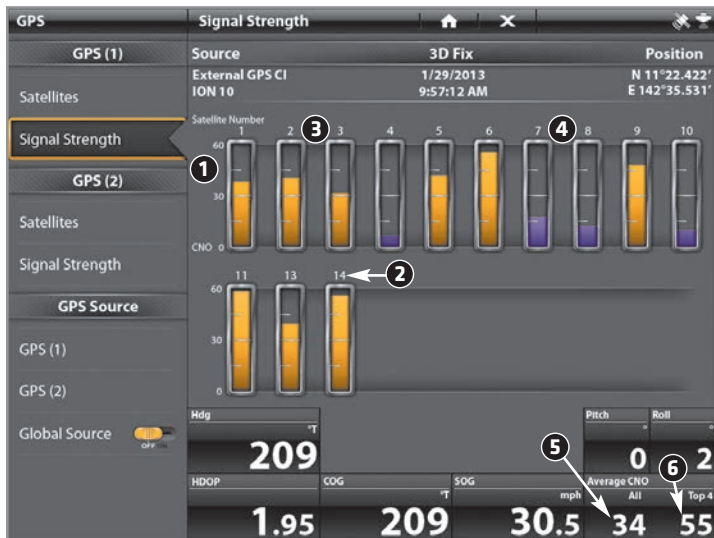 GPS
Signal Strength
X
GPS (1)
Satellites
Signal Strength
GPS (2)
Satellites
Signal Strength
GPS Source
GPS (1)
GPS (2)
Global Source
OFF ON
Source 3D Fix Position
External GPS CI 1/29/2013 N 11°22.422'
ION 10 9:57:12 AM E 142°35.531'
Satellite Number
1 2 3 4 5 6 7 8 9 10
60
30
CNO 0
1
3
4
11 13 14
2
60
30
0
Hdg
°T
209
Pitch Roll
° °
0 2
5
6
HDOP
1.95
COG
°T
209
SOG
mph
30.5
Average CNO
All Top 4
34 55